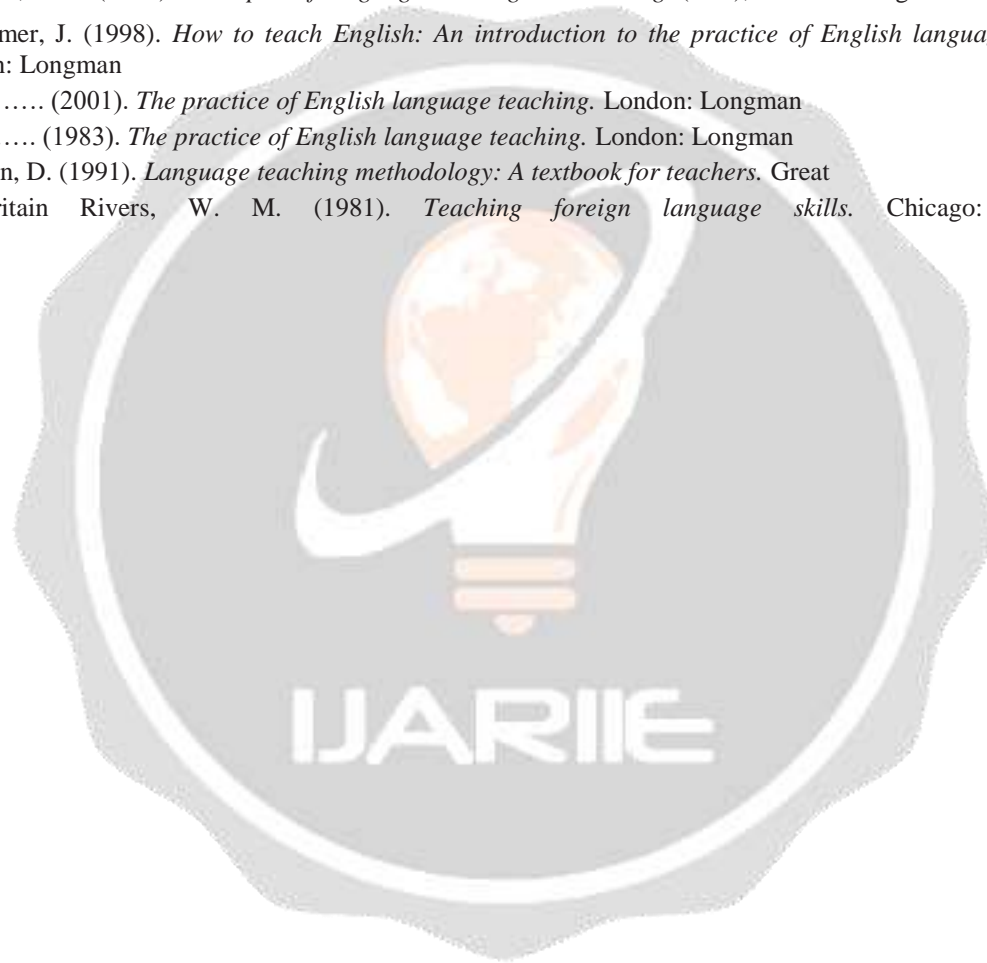 mer, J. (1998). How to teach English: An introduction to the practice of English langua
n: Longman
….. (2001). The practice of English language teaching. London: Longman
…. (1983). The practice of English language teaching. London: Longman
n, D. (1991). Language teaching methodology: A textbook for teachers. Great
ritain Rivers, W. M. (1981). Teaching foreign language skills. Chicago:
IJARIIE